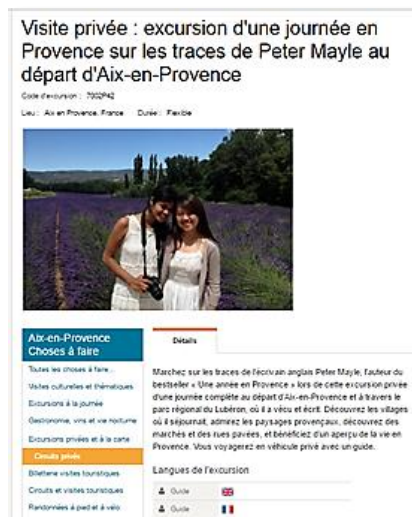 Visite privée : excursion d'une journée en
Provence sur les traces de Peter Mayle au
départ d'Aix-en-Provence
Code d'excursion : 7002P42
Lieu : Aix en Provence, France Durée : Flexible
Aix-en-Provence
Choses à faire
Toutes les choses à faire
Visites culturelles et thématiques
Excursions à la journée
Gastronomie, vins et vie nocturne
Excursions privées et à la carte
Circuits privés
Billetterie visites touristiques
Circuits et visites touristiques
Randonnées à pied et à vélo
Détails
Marchez sur les traces de l'écrivain anglais Peter Mayle, l'auteur du
bestseller « Une année en Provence » lors de cette excursion privée
d'une journée complète au départ d'Aix-en-Provence et à travers le
parc régional du Lubéron, où il a vécu et écrit. Découvrez les villages
où il séjournait, admirez les paysages provençaux, découvrez des
marchés et des rues pavées, et bénéficiez d'un aperçu de la vie en
Provence. Vous voyagerez en véhicule privé avec un guide.
Langues de l'excursion
Guide
Guide